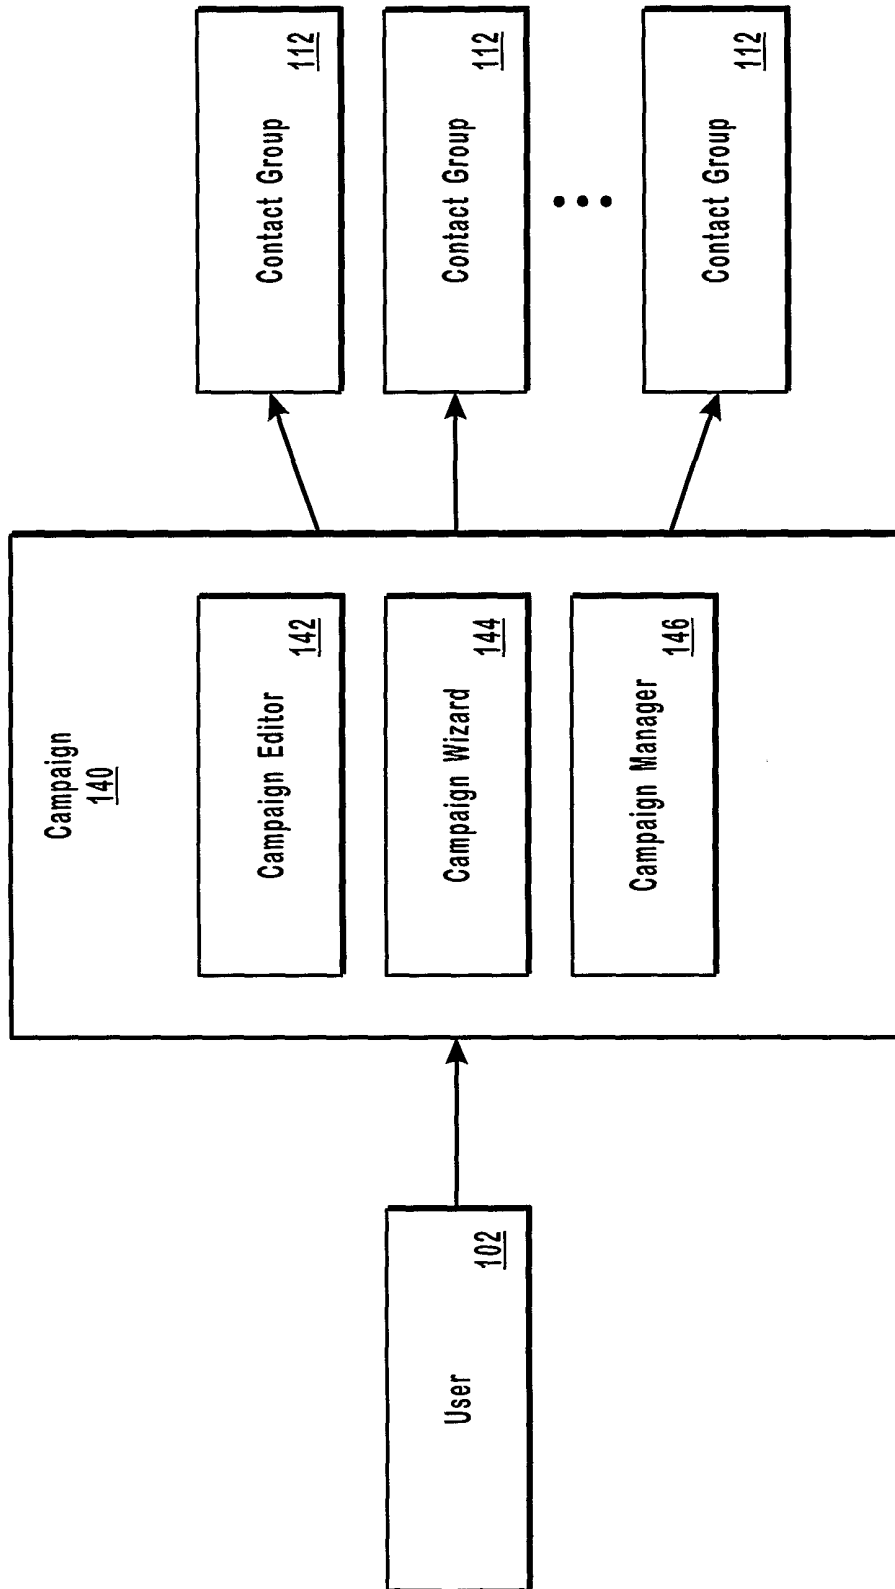 User
102
Campaign
140
Campaign Editor
142
Campaign Wizard
144
Campaign Manager
146
Contact Group
112
Contact Group
112
Contact Group
112